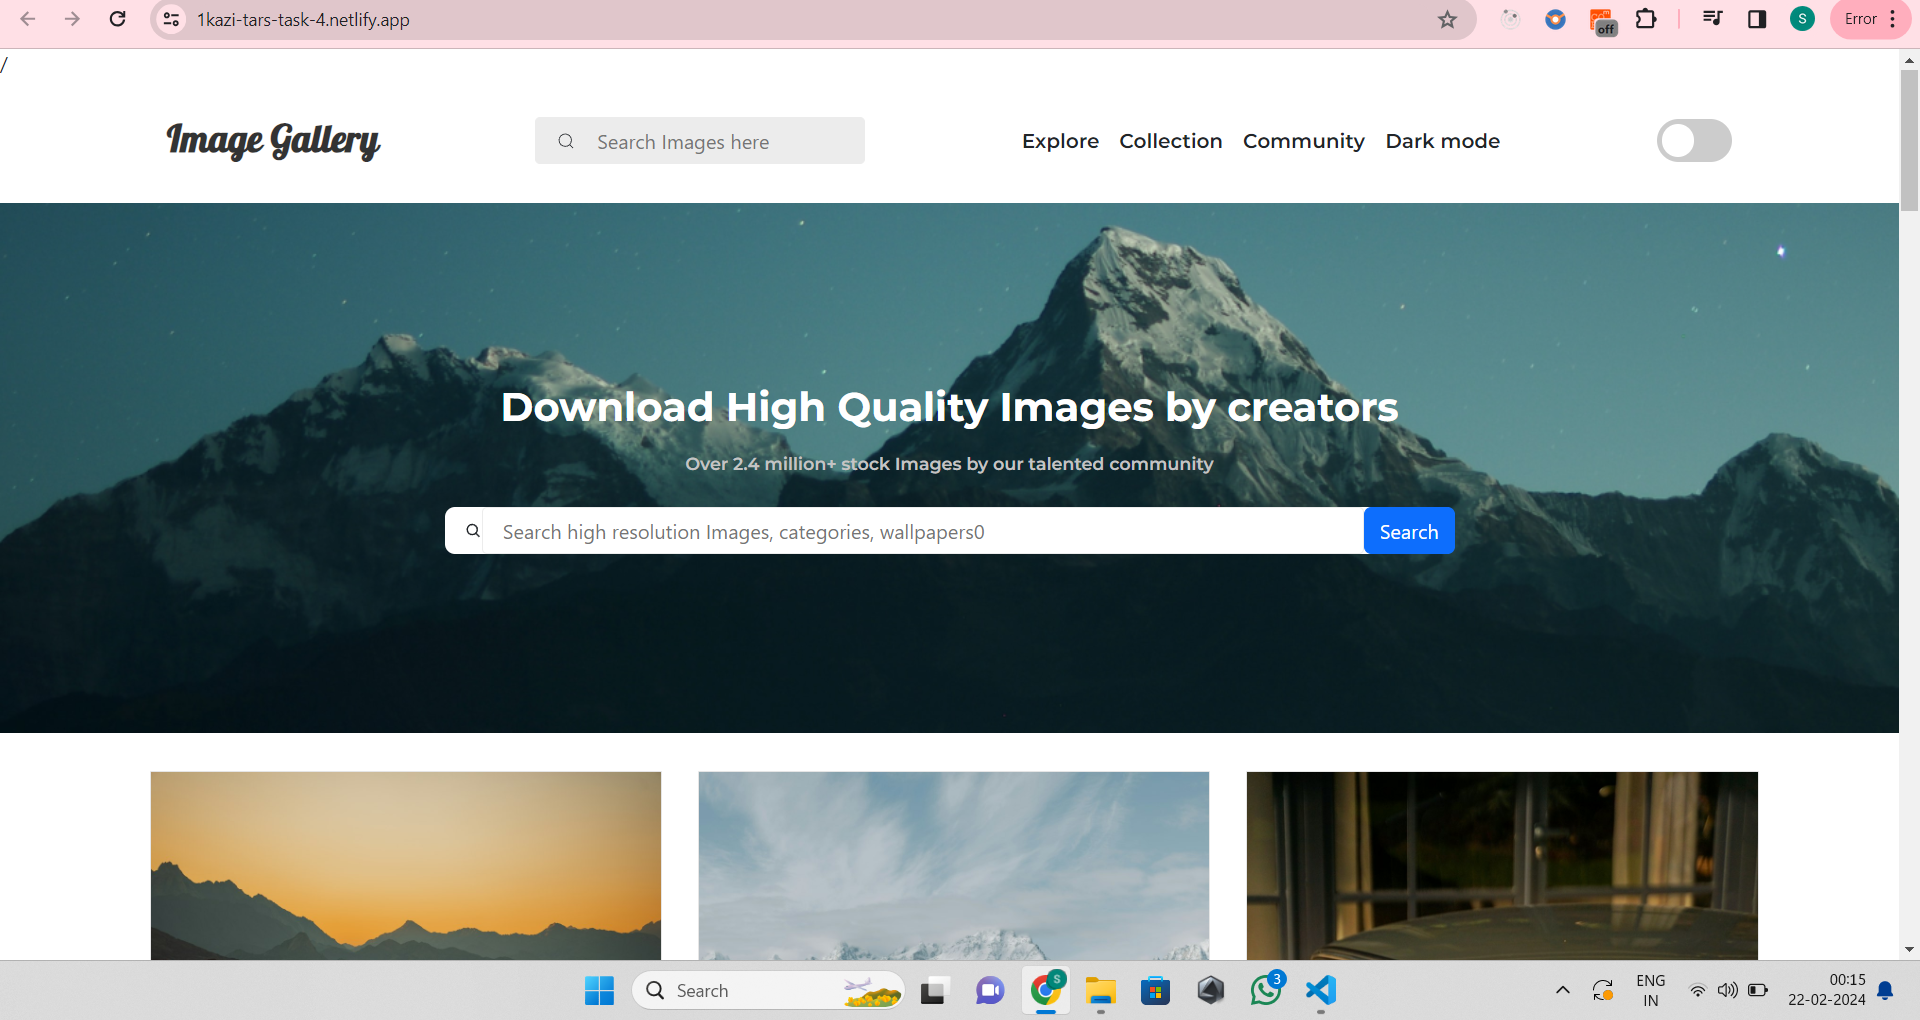 1kazi-tars-task-4.netlify.app
off
S
Error
/
Image Gallery
Search Images here
Explore Collection Community Dark mode
Download High Quality Images by creators
Over 2.4 million+ stock Images by our talented community
Search high resolution Images, categories, wallpapers0
Search
Search
S
3
ENG
IN
00:15
22-02-2024